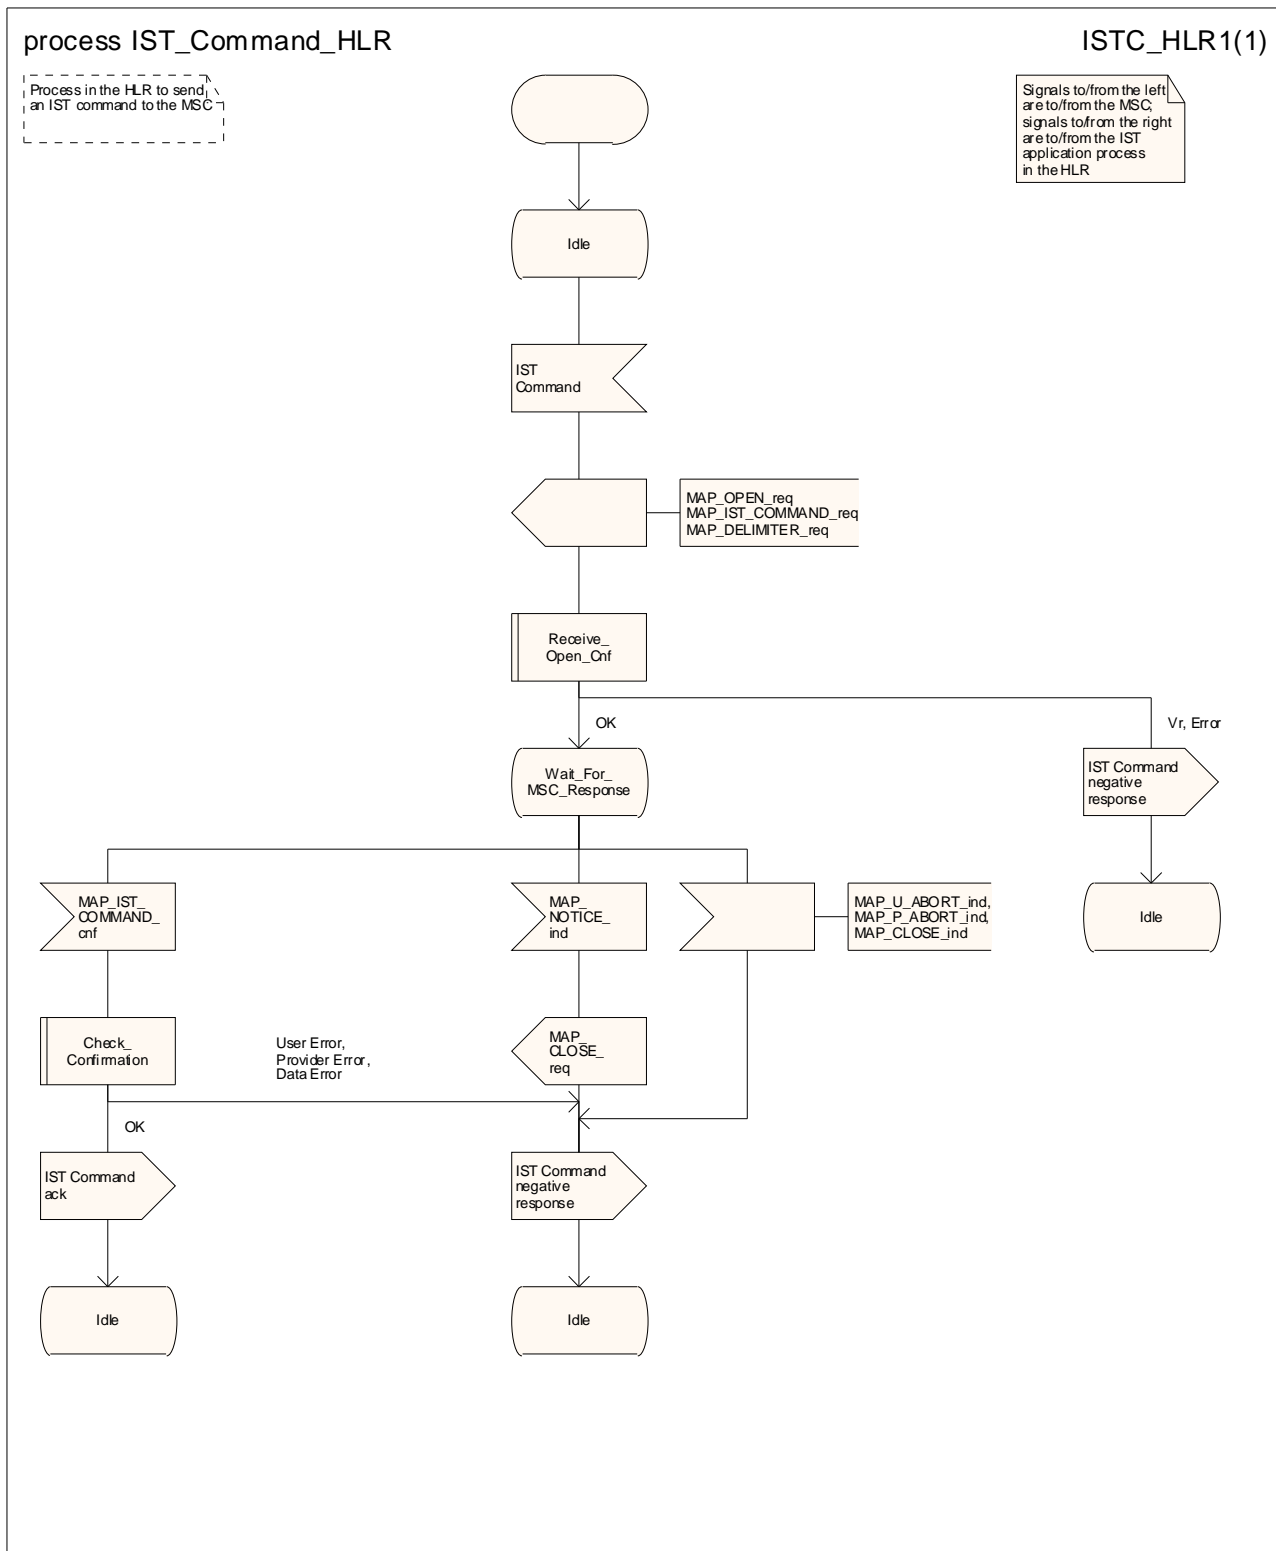 process IST_Command_HLR
ISTC_HLR1(1)
Process in the HLR to send
an IST command to the MSC
Signals to/from the left
are to/from the MSC;
signals to/from the right
are to/from the IST
application process
in the HLR
Idle
IST
Command
MAP_OPEN_req
MAP_IST_COMMAND_req
MAP_DELIMITER_req
Receive_
Open_Cnf
OK
Vr, Error
Wait_For_
MSC_Response
IST Command
negative
response
MAP_IST_
COMMAND_
cnf
MAP_
NOTICE_
ind
MAP_U_ABORT_ind,
MAP_P_ABORT_ind,
MAP_CLOSE_ind
Idle
Check_
Confirmation
User Error,
Provider Error,
Data Error
MAP_
CLOSE_
req
OK
IST Command
ack
IST Command
negative
response
Idle
Idle